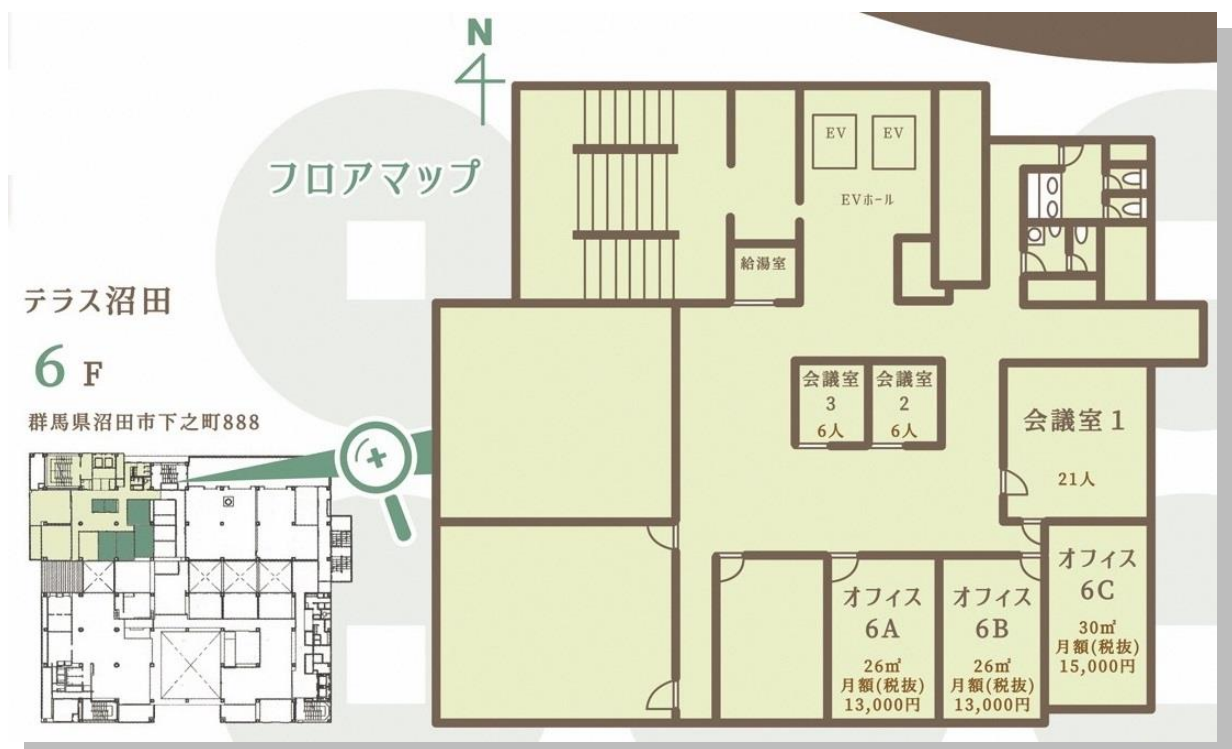 N
フロアマップ
テラス沼田
6 F
群馬県沼田市下之町888
EV
EV
EVホール
給湯室
会議室
3
6人
会議室
2
6人
会議室 1
21人
オフィス
6A
26㎡
月額(税抜)
13,000円
オフィス
6B
26㎡
月額(税抜)
13,000円
オフィス
6C
30㎡
月額(税抜)
15,000円